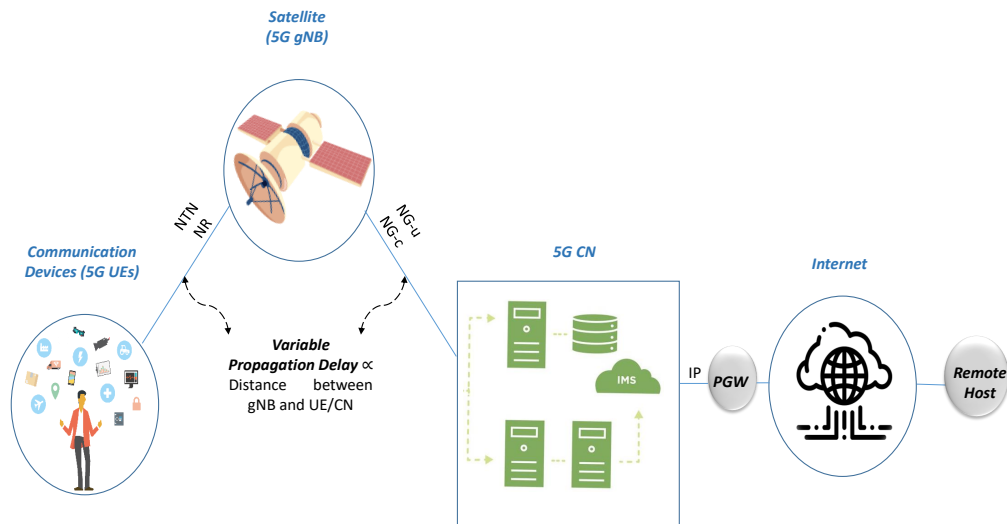 Satellite
(5G gNB)
NTN
NR
NG-u
NG-c
Communication
Devices (5G UEs)
5G CN
Internet
Variable
Propagation Delay ∝
Distance between
gNB and UE/CN
IMS
IP
PGW
Remote
Host